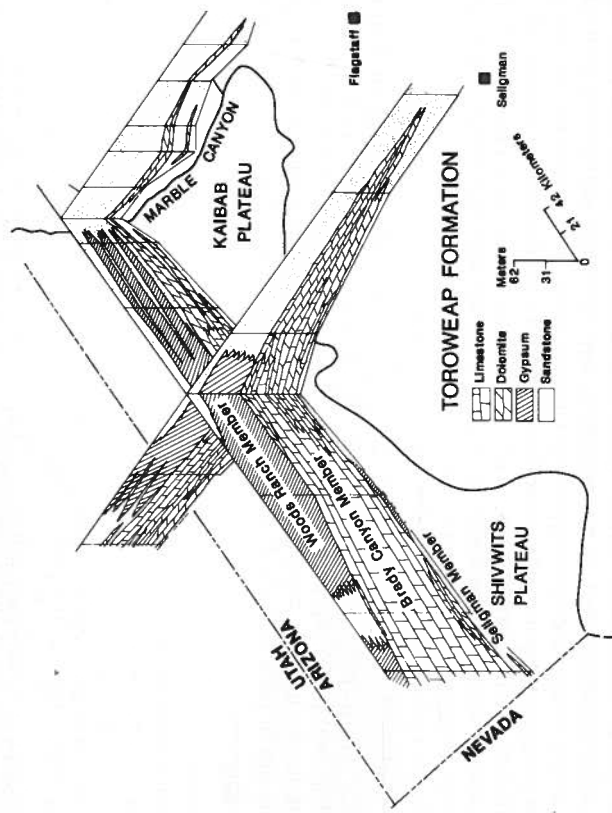 Flagstaff
Seligman
MARBLE CANYON
KAIBAB
PLATEAU
UTAH
ARIZONA
Woods Ranch Member
Brady Canyon Member
Seligman Member
SHIVWITS
PLATEAU
NEVADA
TOROWEAP FORMATION
Limestone
Dolomite
Gypsum
Sandstone
Meters
62
31
0
21
42 Kilometers